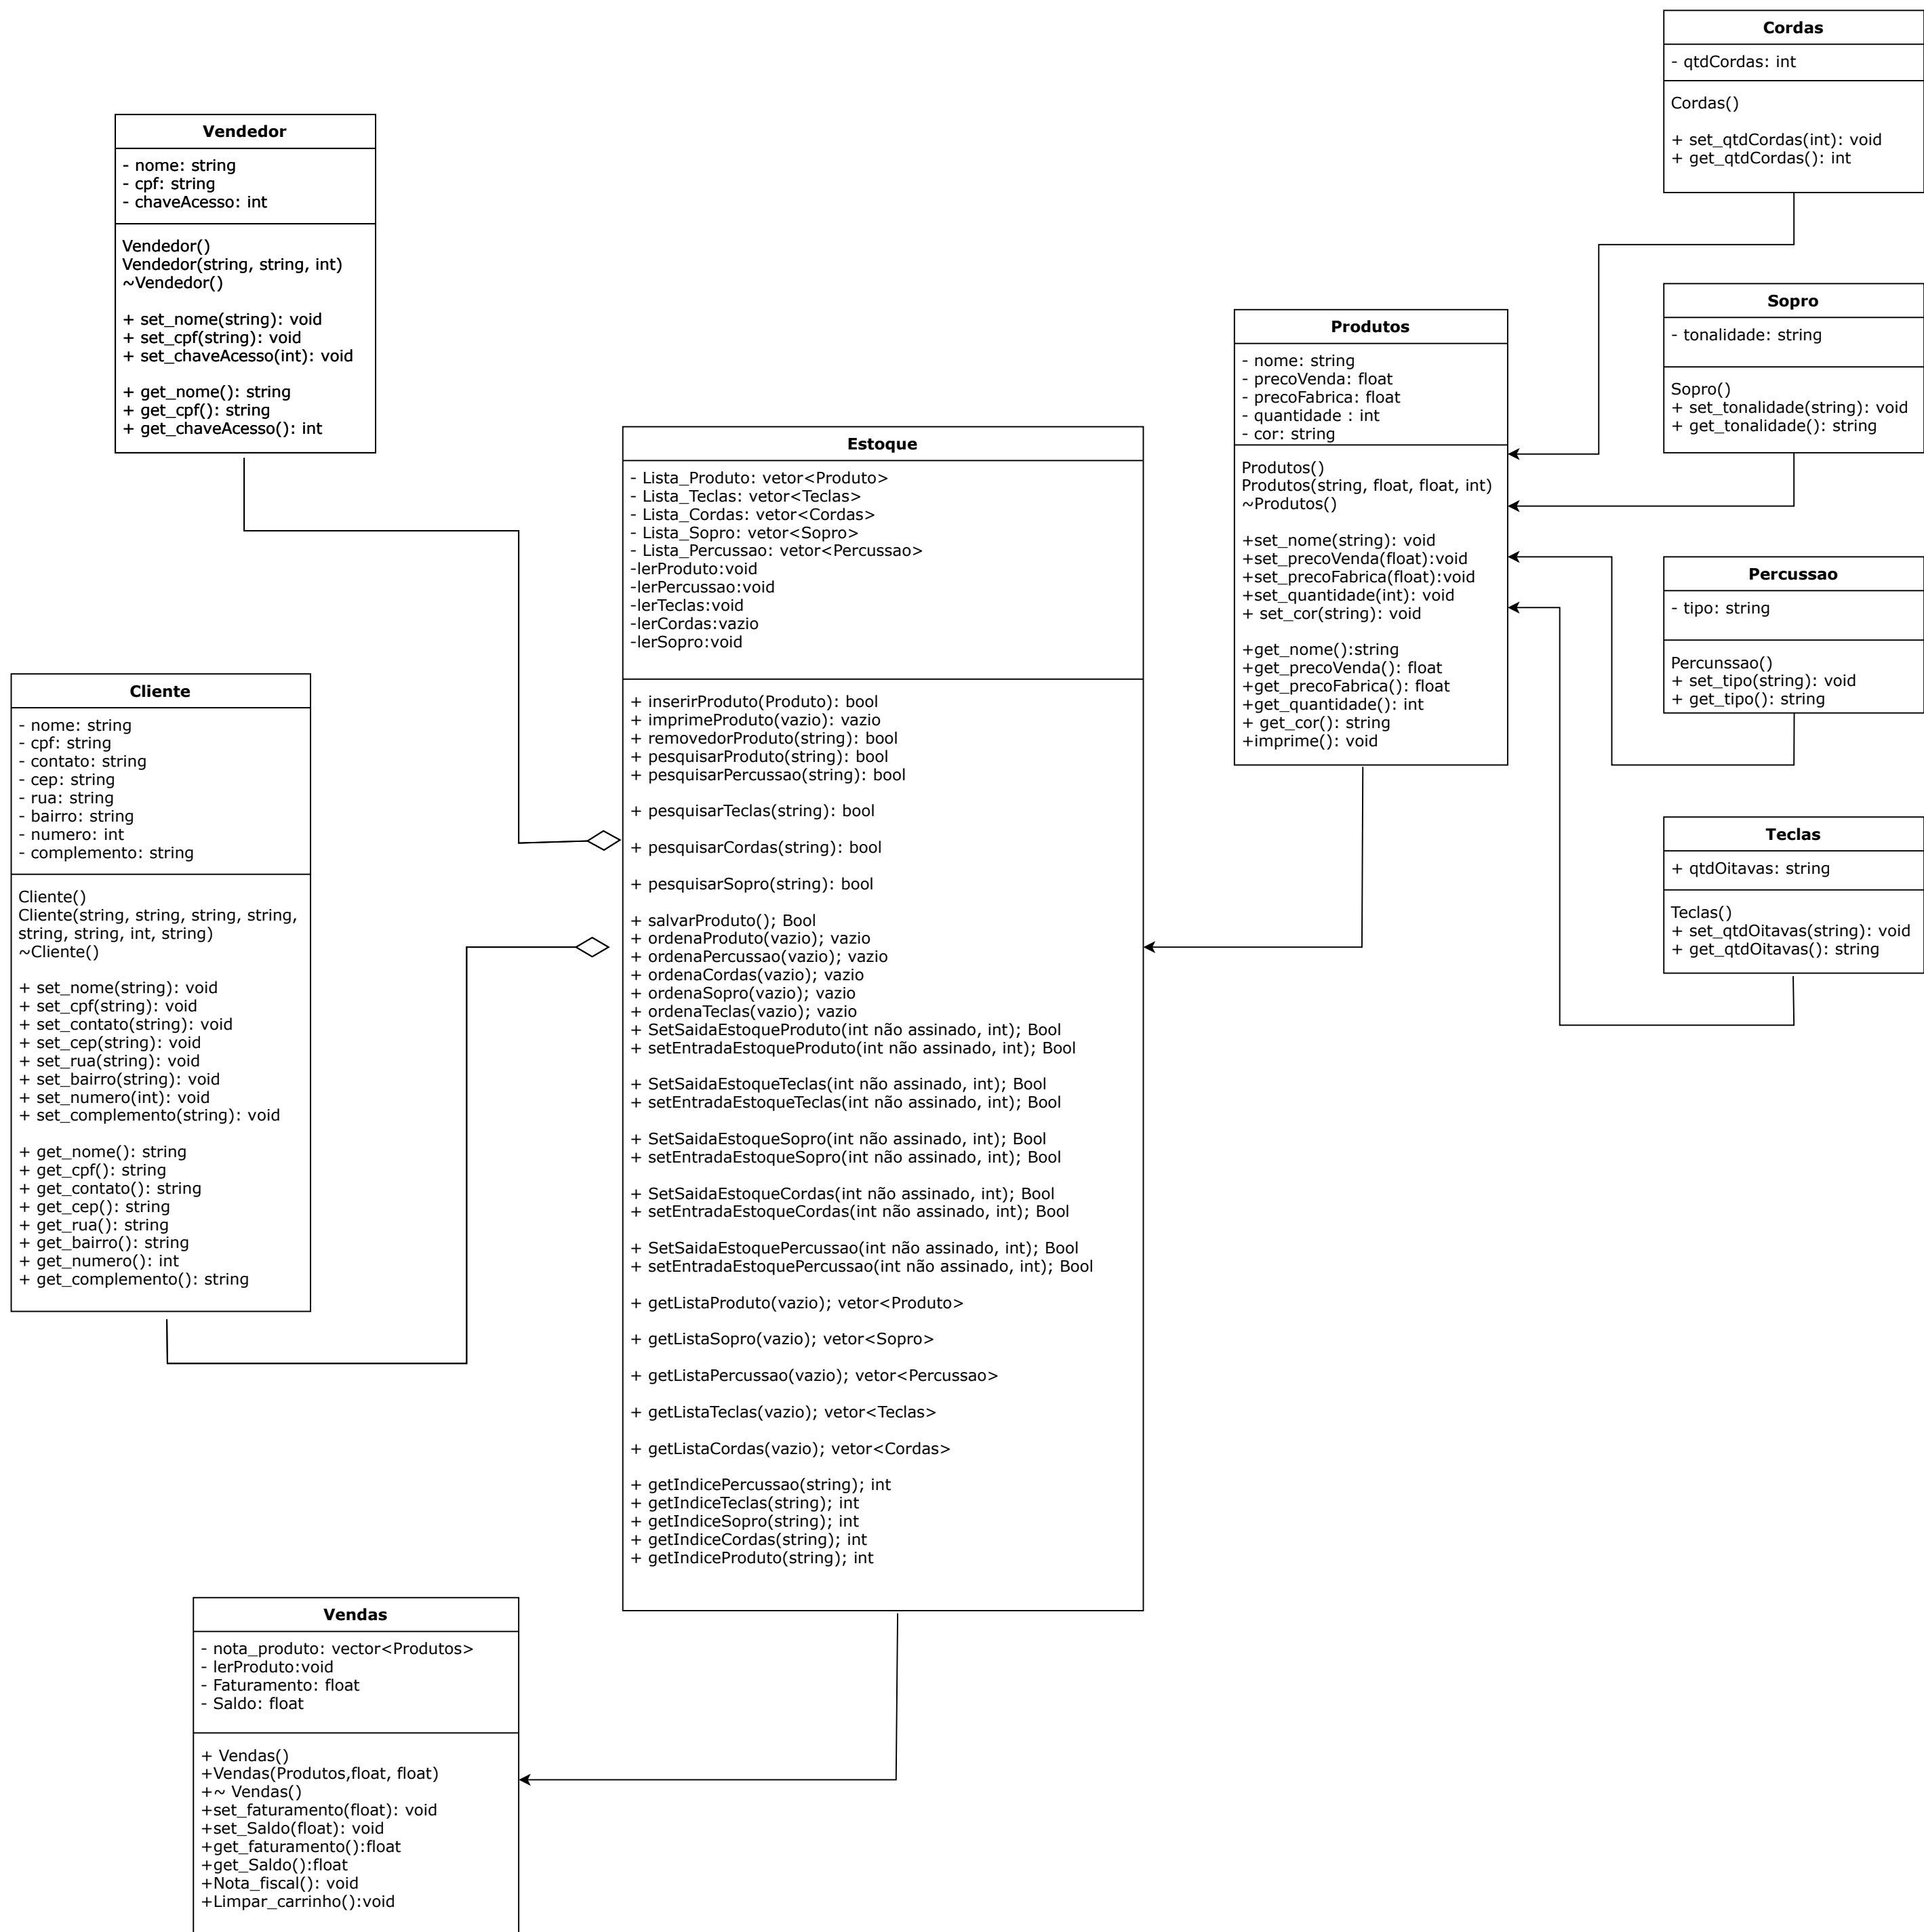 Cordas
- qtdCordas: int
Cordas()
+ set_qtdCordas(int): void
+ get_qtdCordas(): int
Vendedor
- nome: string
- cpf: string
- chaveAcesso: int
Vendedor()
Vendedor(string, string, int)
~Vendedor()
+ set_nome(string): void
+ set_cpf(string): void
+ set_chaveAcesso(int): void
+ get_nome(): string
+ get_cpf(): string
+ get_chaveAcesso(): int
Sopro
- tonalidade: string
Sopro()
+ set_tonalidade(string): void
+ get_tonalidade(): string
Produtos
- nome: string
- precoVenda: float
- precoFabrica: float
- quantidade : int
- cor: string
Produtos()
Produtos(string, float, float, int)
~Produtos()
+set_nome(string): void
+set_precoVenda(float):void
+set_precoFabrica(float):void
+set_quantidade(int): void
+ set_cor(string): void
+get_nome():string
+get_precoVenda(): float
+get_precoFabrica(): float
+get_quantidade(): int
+ get_cor(): string
+imprime(): void
Percussao
- tipo: string
Percunssao()
+ set_tipo(string): void
+ get_tipo(): string
Teclas
+ qtdOitavas: string
Teclas()
+ set_qtdOitavas(string): void
+ get_qtdOitavas(): string
Estoque
- Lista_Produto: vetor<Produto>
- Lista_Teclas: vetor<Teclas>
- Lista_Cordas: vetor<Cordas>
- Lista_Sopro: vetor<Sopro>
- Lista_Percussao: vetor<Percussao>
-lerProduto:void
-lerPercussao:void
-lerTeclas:void
-lerCordas:vazio
-lerSopro:void
+ inserirProduto(Produto): bool
+ imprimeProduto(vazio): vazio
+ removedorProduto(string): bool
+ pesquisarProduto(string): bool
+ pesquisarPercussao(string): bool
+ pesquisarTeclas(string): bool
+ pesquisarCordas(string): bool
+ pesquisarSopro(string): bool
+ salvarProduto(); Bool
+ ordenaProduto(vazio); vazio
+ ordenaPercussao(vazio); vazio
+ ordenaCordas(vazio); vazio
+ ordenaSopro(vazio); vazio
+ ordenaTeclas(vazio); vazio
+ SetSaidaEstoqueProduto(int não assinado, int); Bool
+ setEntradaEstoqueProduto(int não assinado, int); Bool
+ SetSaidaEstoqueTeclas(int não assinado, int); Bool
+ setEntradaEstoqueTeclas(int não assinado, int); Bool
+ SetSaidaEstoqueSopro(int não assinado, int); Bool
+ setEntradaEstoqueSopro(int não assinado, int); Bool
+ SetSaidaEstoqueCordas(int não assinado, int); Bool
+ setEntradaEstoqueCordas(int não assinado, int); Bool
+ SetSaidaEstoquePercussao(int não assinado, int); Bool
+ setEntradaEstoquePercussao(int não assinado, int); Bool
+ getListaProduto(vazio); vetor<Produto>
+ getListaSopro(vazio); vetor<Sopro>
+ getListaPercussao(vazio); vetor<Percussao>
+ getListaTeclas(vazio); vetor<Teclas>
+ getListaCordas(vazio); vetor<Cordas>
+ getIndicePercussao(string); int
+ getIndiceTeclas(string); int
+ getIndiceSopro(string); int
+ getIndiceCordas(string); int
+ getIndiceProduto(string); int
Cliente
- nome: string
- cpf: string
- contato: string
- cep: string
- rua: string
- bairro: string
- numero: int
- complemento: string
Cliente()
Cliente(string, string, string, string,
string, string, int, string)
~Cliente()
+ set_nome(string): void
+ set_cpf(string): void
+ set_contato(string): void
+ set_cep(string): void
+ set_rua(string): void
+ set_bairro(string): void
+ set_numero(int): void
+ set_complemento(string): void
+ get_nome(): string
+ get_cpf(): string
+ get_contato(): string
+ get_cep(): string
+ get_rua(): string
+ get_bairro(): string
+ get_numero(): int
+ get_complemento(): string
Vendas
- nota_produto: vector<Produtos>
- lerProduto:void
- Faturamento: float
- Saldo: float
+ Vendas()
+Vendas(Produtos,float, float)
+~ Vendas()
+set_faturamento(float): void
+set_Saldo(float): void
+get_faturamento():float
+get_Saldo():float
+Nota_fiscal(): void
+Limpar_carrinho():void